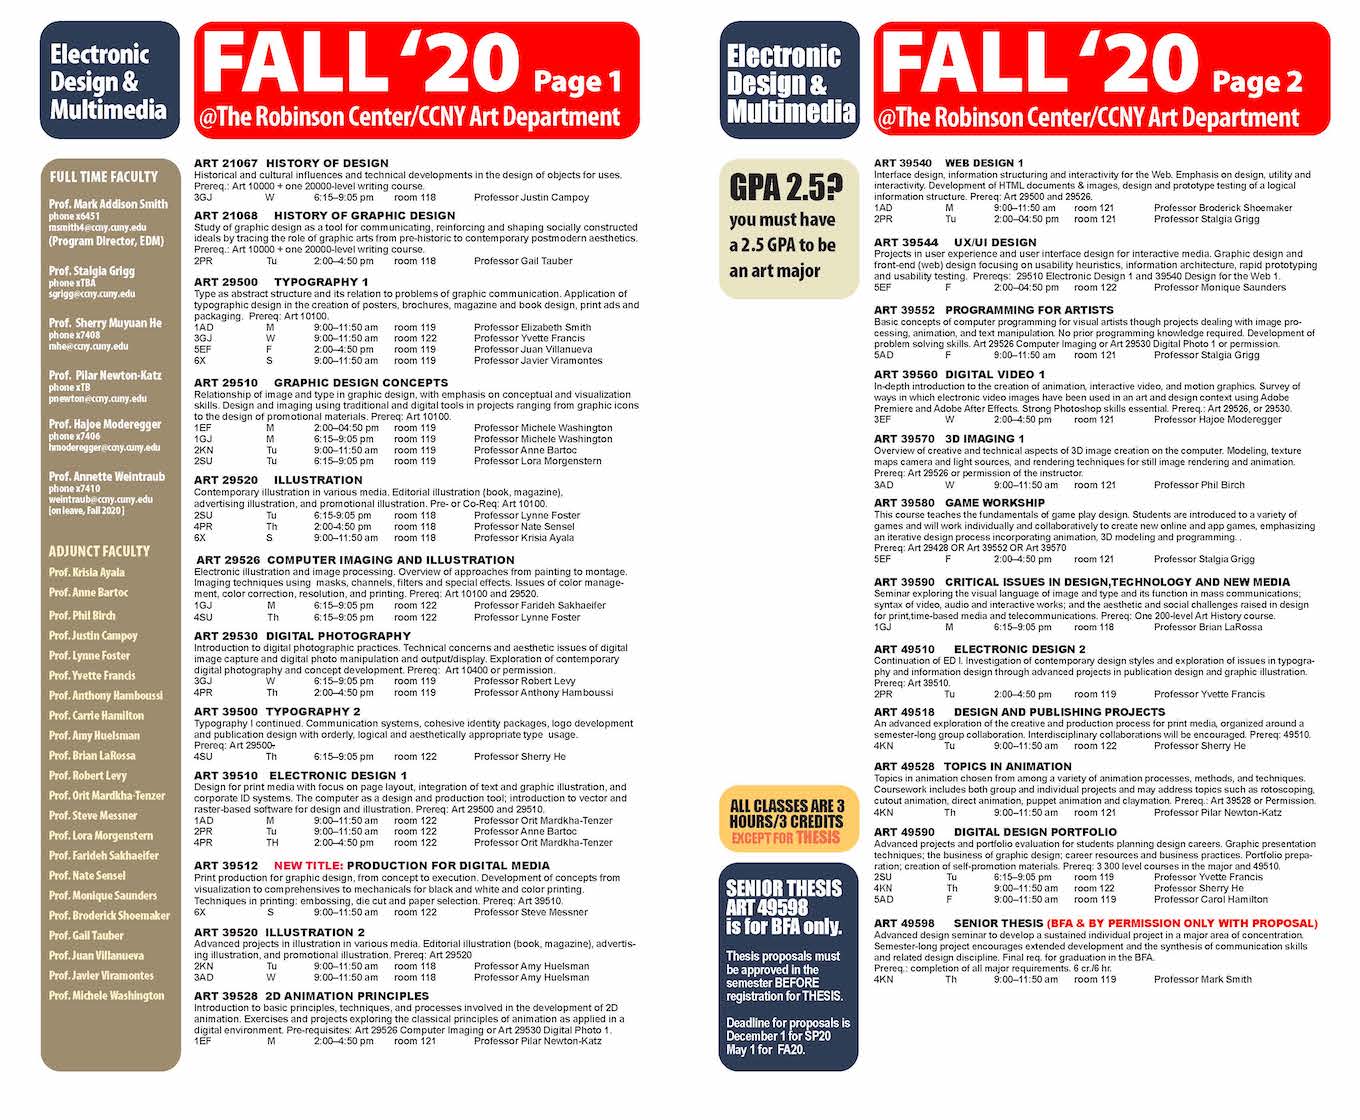 Electronic
Design &
Multimedia
FALL ‘20 Page 1
@The Robinson Center/CCNY Art Department
FULL TIME FACULTY
Prof. Mark Addison Smith
phone x6451
msmith4@ccny.cuny.edu
(Program Director, EDM)
Prof. Stalgia Grigg
phone xTBA
sgrigg@ccny.cuny.edu
Prof. Sherry Muyuan He
phone x7408
mhe@ccny.cuny.edu
Prof. Pilar Newton-Katz
phone xTB
pnewton@ccny.cuny.edu
Prof. Hajoe Moderegger
phone x7406
hmoderegger@ccny.cuny.edu
Prof. Annette Weintraub
phone x7410
weintraub@ccny.cuny.edu
[on leave, Fall 2020]
ADJUNCT FACULTY
Prof. Krisia Ayala
Prof. Anne Bartoc
Prof. Phil Birch
Prof. Justin Campoy
Prof. Lynne Foster
Prof. Yvette Francis
Prof. Anthony Hamboussi
Prof. Carrie Hamilton
Prof. Amy Huelsman
Prof. Brian LaRossa
Prof. Robert Levy
Prof. Orit Mardkha-Tenzer
Prof. Steve Messner
Prof. Lora Morgenstern
Prof. Farideh Sakhaeifer
Prof. Nate Sensel
Prof. Monique Saunders
Prof. Broderick Shoemaker
Prof. Gail Tauber
Prof. Juan Villanueva
Prof. Javier Viramontes
Prof. Michele Washington
ART 21067 HISTORY OF DESIGN
Historical and cultural influences and technical developments in the design of objects for uses.
Prereq.: Art 10000 + one 20000-level writing course.
3GJ W 6:15–9:05 pm room 118 Professor Justin Campoy
ART 21068 HISTORY OF GRAPHIC DESIGN
Study of graphic design as a tool for communicating, reinforcing and shaping socially constructed
ideals by tracing the role of graphic arts from pre-historic to contemporary postmodern aesthetics.
Prereq.: Art 10000 + one 20000-level writing course.
2PR Tu 2:00–4:50 pm room 118 Professor Gail Tauber
ART 29500 TYPOGRAPHY 1
Type as abstract structure and its relation to problems of graphic communication. Application of
typographic design in the creation of posters, brochures, magazine and book design, print ads and
packaging. Prereq: Art 10100.
1AD M 9:00–11:50 am room 119 Professor Elizabeth Smith
3GJ W 9:00–11:50 am room 122 Professor Yvette Francis
5EF F 2:00–4:50 pm room 119 Professor Juan Villanueva
6X S 9:00–11:50 am room 119 Professor Javier Viramontes
ART 29510 GRAPHIC DESIGN CONCEPTS
Relationship of image and type in graphic design, with emphasis on conceptual and visualization
skills. Design and imaging using traditional and digital tools in projects ranging from graphic icons
to the design of promotional materials. Prereq: Art 10100.
1EF M 2:00–04:50 pm room 119 Professor Michele Washington
1GJ M 6:15–9:05 pm room 119 Professor Michele Washington
2KN Tu 9:00–11:50 am room 119 Professor Anne Bartoc
2SU Tu 6:15–9:05 pm room 119 Professor Lora Morgenstern
ART 29520 ILLUSTRATION
Contemporary illustration in various media. Editorial illustration (book, magazine),
advertising illustration, and promotional illustration. Pre- or Co-Req: Art 10100.
2SU Tu 6:15-9:05 pm room 118 Professor Lynne Foster
4PR Th 2:00-4:50 pm room 118 Professor Nate Sensel
6X S 9:00–11:50 am room 118 Professor Krisia Ayala
ART 29526 COMPUTER IMAGING AND ILLUSTRATION
Electronic illustration and image processing. Overview of approaches from painting to montage.
Imaging techniques using masks, channels, filters and special effects. Issues of color manage-
ment, color correction, resolution, and printing. Prereq: Art 10100 and 29520.
1GJ M 6:15–9:05 pm room 122 Professor Farideh Sakhaeifer
4SU Th 6:15–9:05 pm room 122 Professor Lynne Foster
ART 29530 DIGITAL PHOTOGRAPHY
Introduction to digital photographic practices. Technical concerns and aesthetic issues of digital
image capture and digital photo manipulation and output/display. Exploration of contemporary
digital photography and concept development. Prereq: Art 10400 or permission.
3GJ W 6:15–9:05 pm room 119 Professor Robert Levy
4PR Th 2:00–4:50 pm room 119 Professor Anthony Hamboussi
ART 39500 TYPOGRAPHY 2
Typography I continued. Communication systems, cohesive identity packages, logo development
and publication design with orderly, logical and aesthetically appropriate type usage.
Prereq: Art 29500-
4SU Th 6:15–9:05 pm room 122 Professor Sherry He
ART 39510 ELECTRONIC DESIGN 1
Design for print media with focus on page layout, integration of text and graphic illustration, and
corporate ID systems. The computer as a design and production tool; introduction to vector and
raster-based software for design and illustration. Prereq: Art 29500 and 29510.
1AD M 9:00–11:50 am room 122 Professor Orit Mardkha-Tenzer
2PR Tu 9:00–11:50 am room 122 Professor Anne Bartoc
4PR TH 2:00–4:50 pm room 122 Professor Orit Mardkha-Tenzer
ART 39512 NEW TITLE: PRODUCTION FOR DIGITAL MEDIA
Print production for graphic design, from concept to execution. Development of concepts from
visualization to comprehensives to mechanicals for black and white and color printing.
Techniques in printing: embossing, die cut and paper selection. Prereq: Art 39510.
6X S 9:00–11:50 am room 122 Professor Steve Messner
ART 39520 ILLUSTRATION 2
Advanced projects in illustration in various media. Editorial illustration (book, magazine), advertis-
ing illustration, and promotional illustration. Prereq: Art 29520
2KN Tu 9:00–11:50 am room 118 Professor Amy Huelsman
3AD W 9:00–11:50 am room 118 Professor Amy Huelsman
ART 39528 2D ANIMATION PRINCIPLES
Introduction to basic principles, techniques, and processes involved in the development of 2D
animation. Exercises and projects exploring the classical principles of animation as applied in a
digital environment. Pre-requisites: Art 29526 Computer Imaging or Art 29530 Digital Photo 1.
1EF M 2:00–4:50 pm room 121 Professor Pilar Newton-Katz
Electronic
Design &
Multimedia
FALL ‘20 Page 2
@The Robinson Center/CCNY Art Department
GPA 2.5?
you must have
a 2.5 GPA to be
an art major
ALL CLASSES ARE 3
HOURS/3 CREDITS
EXCEPT FOR THESIS
SENIOR THESIS
ART 49598
is for BFA only.
Thesis proposals must
be approved in the
semester BEFORE
registration for THESIS.
Deadline for proposals is
December 1 for SP20
May 1 for FA20.
ART 39540 WEB DESIGN 1
Interface design, information structuring and interactivity for the Web. Emphasis on design, utility and
interactivity. Development of HTML documents & images, design and prototype testing of a logical
information structure. Prereq: Art 29500 and 29526.
1AD M 9:00–11:50 am room 121 Professor Broderick Shoemaker
2PR Tu 2:00–04:50 pm room 121 Professor Stalgia Grigg
ART 39544 UX/UI DESIGN
Projects in user experience and user interface design for interactive media. Graphic design and
front-end (web) design focusing on usability heuristics, information architecture, rapid prototyping
and usability testing. Prereqs: 29510 Electronic Design 1 and 39540 Design for the Web 1.
5EF F 2:00–04:50 pm room 122 Professor Monique Saunders
ART 39552 PROGRAMMING FOR ARTISTS
Basic concepts of computer programming for visual artists though projects dealing with image pro-
cessing, animation, and text manipulation. No prior programming knowledge required. Development of
problem solving skills. Art 29526 Computer Imaging or Art 29530 Digital Photo 1 or permission.
5AD F 9:00–11:50 am room 121 Professor Stalgia Grigg
ART 39560 DIGITAL VIDEO 1
In-depth introduction to the creation of animation, interactive video, and motion graphics. Survey of
ways in which electronic video images have been used in an art and design context using Adobe
Premiere and Adobe After Effects. Strong Photoshop skills essential. Prereq.: Art 29526, or 29530.
3EF W 2:00–4:50 pm room 121 Professor Hajoe Moderegger
ART 39570 3D IMAGING 1
Overview of creative and technical aspects of 3D image creation on the computer. Modeling, texture
maps camera and light sources, and rendering techniques for still image rendering and animation.
Prereq: Art 29526 or permission of the instructor.
3AD W 9:00–11:50 am room 121 Professor Phil Birch
ART 39580 GAME WORKSHIP
This course teaches the fundamentals of game play design. Students are introduced to a variety of
games and will work individually and collaboratively to create new online and app games, emphasizing
an iterative design process incorporating animation, 3D modeling and programming. .
Prereq: Art 29428 OR Art 39552 OR Art 39570
5EF F 2:00–4:50 pm room 121 Professor Stalgia Grigg
ART 39590 CRITICAL ISSUES IN DESIGN,TECHNOLOGY AND NEW MEDIA
Seminar exploring the visual language of image and type and its function in mass communications;
syntax of video, audio and interactive works; and the aesthetic and social challenges raised in design
for print,time-based media and telecommunications. Prereq: One 200-level Art History course.
1GJ M 6:15–9:05 pm room 118 Professor Brian LaRossa
ART 49510 ELECTRONIC DESIGN 2
Continuation of ED I. Investigation of contemporary design styles and exploration of issues in typogra-
phy and information design through advanced projects in publication design and graphic illustration.
Prereq: Art 39510.
2PR Tu 2:00–4:50 pm room 119 Professor Yvette Francis
ART 49518 DESIGN AND PUBLISHING PROJECTS
An advanced exploration of the creative and production process for print media, organized around a
semester-long group collaboration. Interdisciplinary collaborations will be encouraged. Prereq: 49510.
4KN Tu 9:00–11:50 am room 122 Professor Sherry He
ART 49528 TOPICS IN ANIMATION
Topics in animation chosen from among a variety of animation processes, methods, and techniques.
Coursework includes both group and individual projects and may address topics such as rotoscoping,
cutout animation, direct animation, puppet animation and claymation. Prereq.: Art 39528 or Permission.
4KN Th 9:00–11:50 am room 121 Professor Pilar Newton-Katz
ART 49590 DIGITAL DESIGN PORTFOLIO
Advanced projects and portfolio evaluation for students planning design careers. Graphic presentation
techniques; the business of graphic design; career resources and business practices. Portfolio prepa-
ration; creation of self-promotion materials. Prereq: 3 300 level courses in the major and 49510.
2SU Tu 6:15–9:05 pm room 119 Professor Yvette Francis
4KN Th 9:00–11:50 am room 122 Professor Sherry He
5AD F 9:00–11:50 am room 119 Professor Carol Hamilton
ART 49598 SENIOR THESIS (BFA & BY PERMISSION ONLY WITH PROPOSAL)
Advanced design seminar to develop a sustained individual project in a major area of concentration.
Semester-long project encourages extended development and the synthesis of communication skills
and related design discipline. Final req. for graduation in the BFA.
Prereq.: completion of all major requirements. 6 cr./6 hr.
4KN Th 9:00–11:50 am room 119 Professor Mark Smith